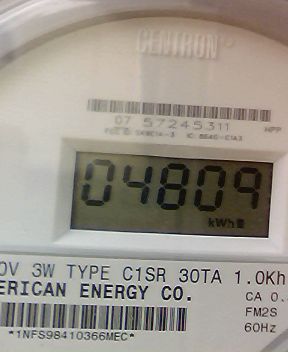 CENTRON®
07 57245311 HPP
04809
kWh
0V 3W TYPE C1SR 30TA 1.0Kh
ERICAN ENERGY CO. CA 0.
FM2S
*1NFS98410366MEC* 60Hz